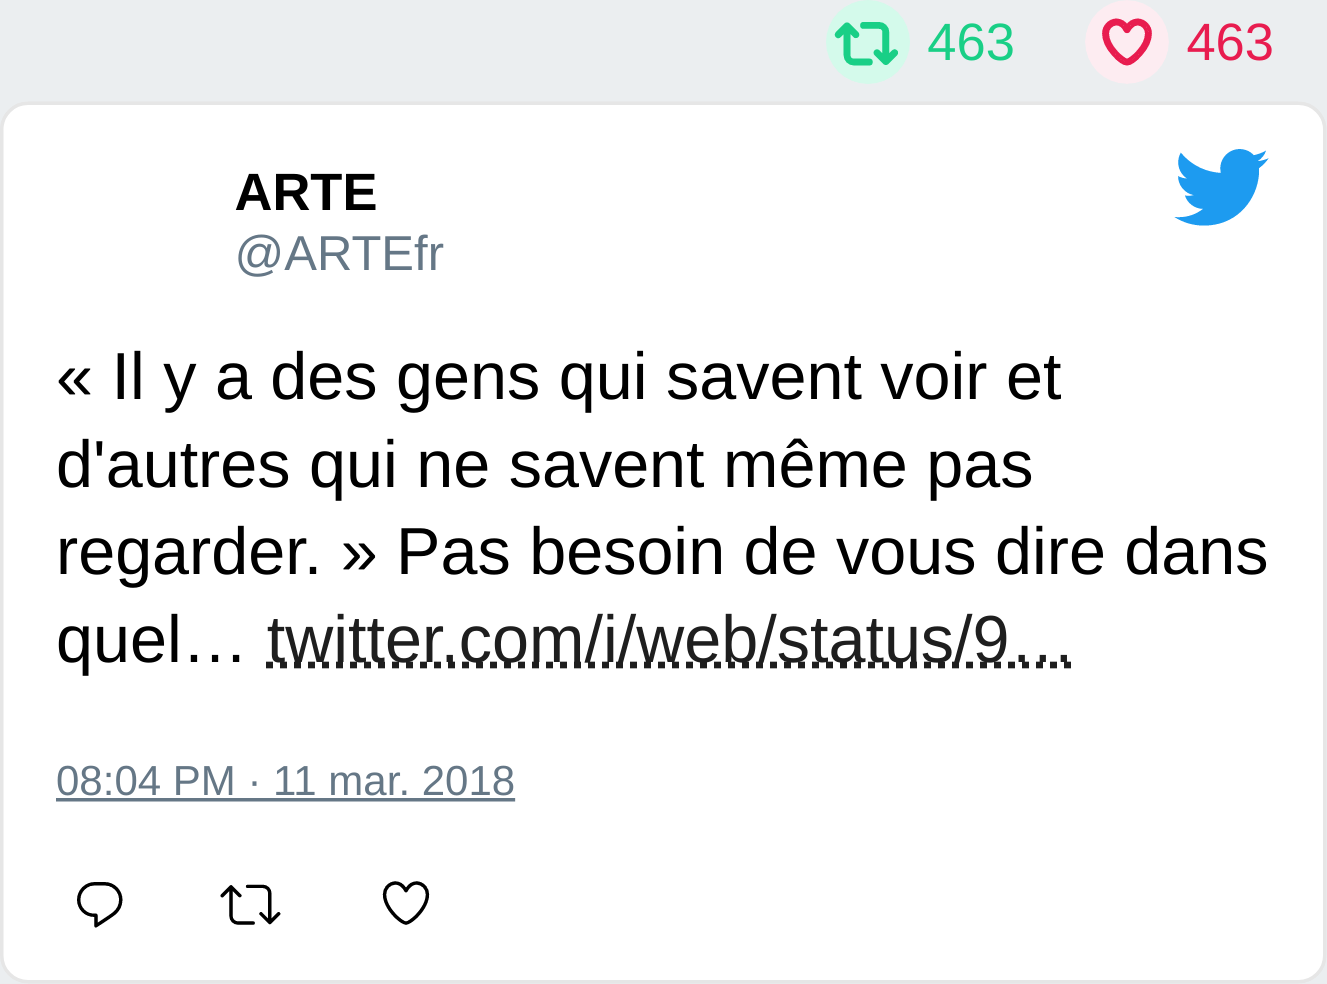 463 463
ARTE
@ARTEfr
« Il y a des gens qui savent voir et
d'autres qui ne savent même pas
regarder. » Pas besoin de vous dire dans
quel… twitter.com/i/web/status/9…
08:04 PM · 11 mar. 2018